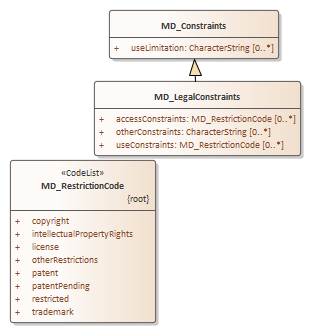 MD_Constraints
+ useLimitation: CharacterString [0..*]
MD_LegalConstraints
+ accessConstraints: MD_RestrictionCode [0..*]
+ otherConstraints: CharacterString [0..*]
+ useConstraints: MD_RestrictionCode [0..*]
«CodeList»
MD_RestrictionCode
{root}
+ copyright
+ intellectualPropertyRights
+ license
+ otherRestrictions
+ patent
+ patentPending
+ restricted
+ trademark